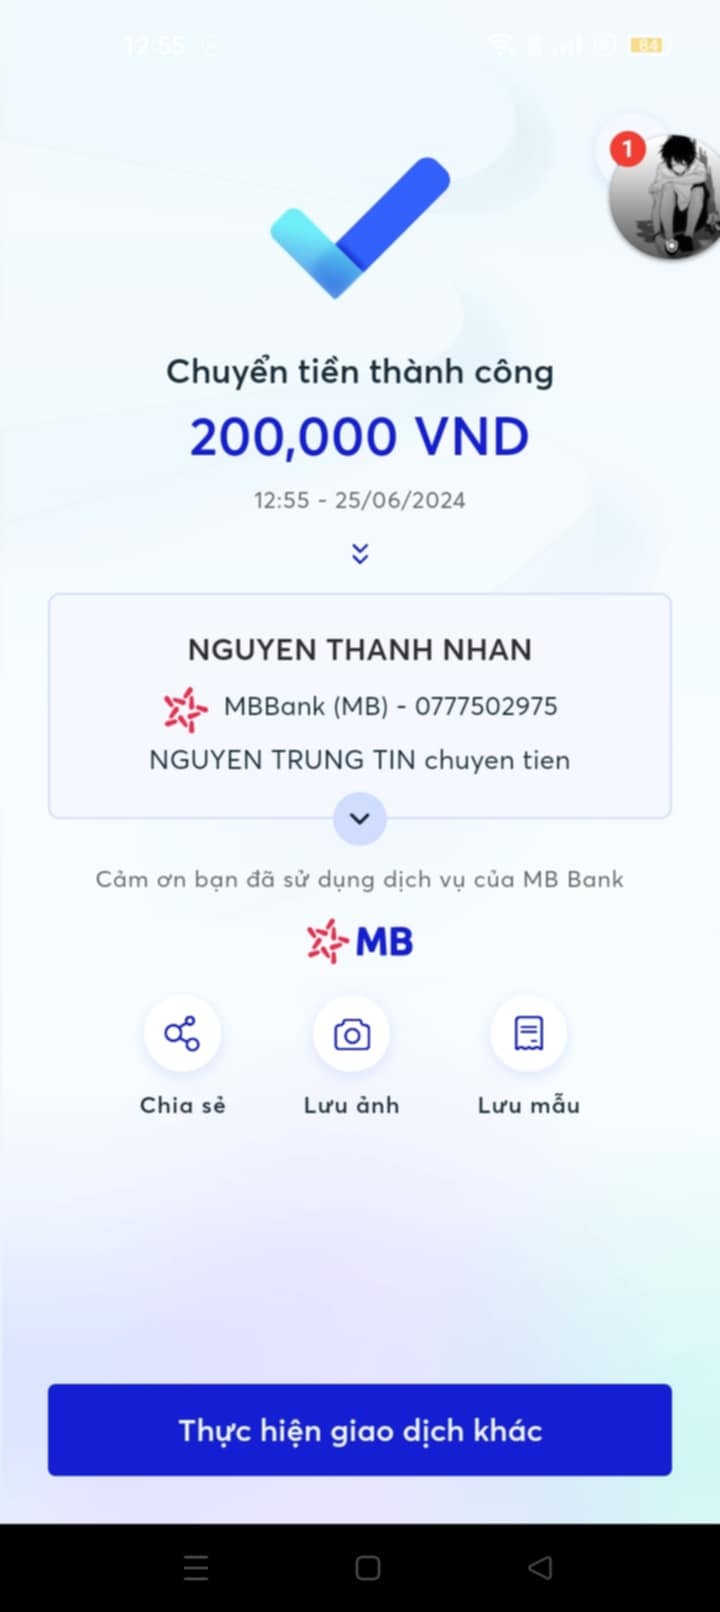 12:55
84
1
Chuyển tiền thành công
200,000 VND
12:55 - 25/06/2024
NGUYEN THANH NHAN
MBBank (MB) - 0777502975
NGUYEN TRUNG TIN chuyen tien
Cảm ơn bạn đã sử dụng dịch vụ của MB Bank
MB
Chia sẻ
Lưu ảnh
Lưu mẫu
Thực hiện giao dịch khác